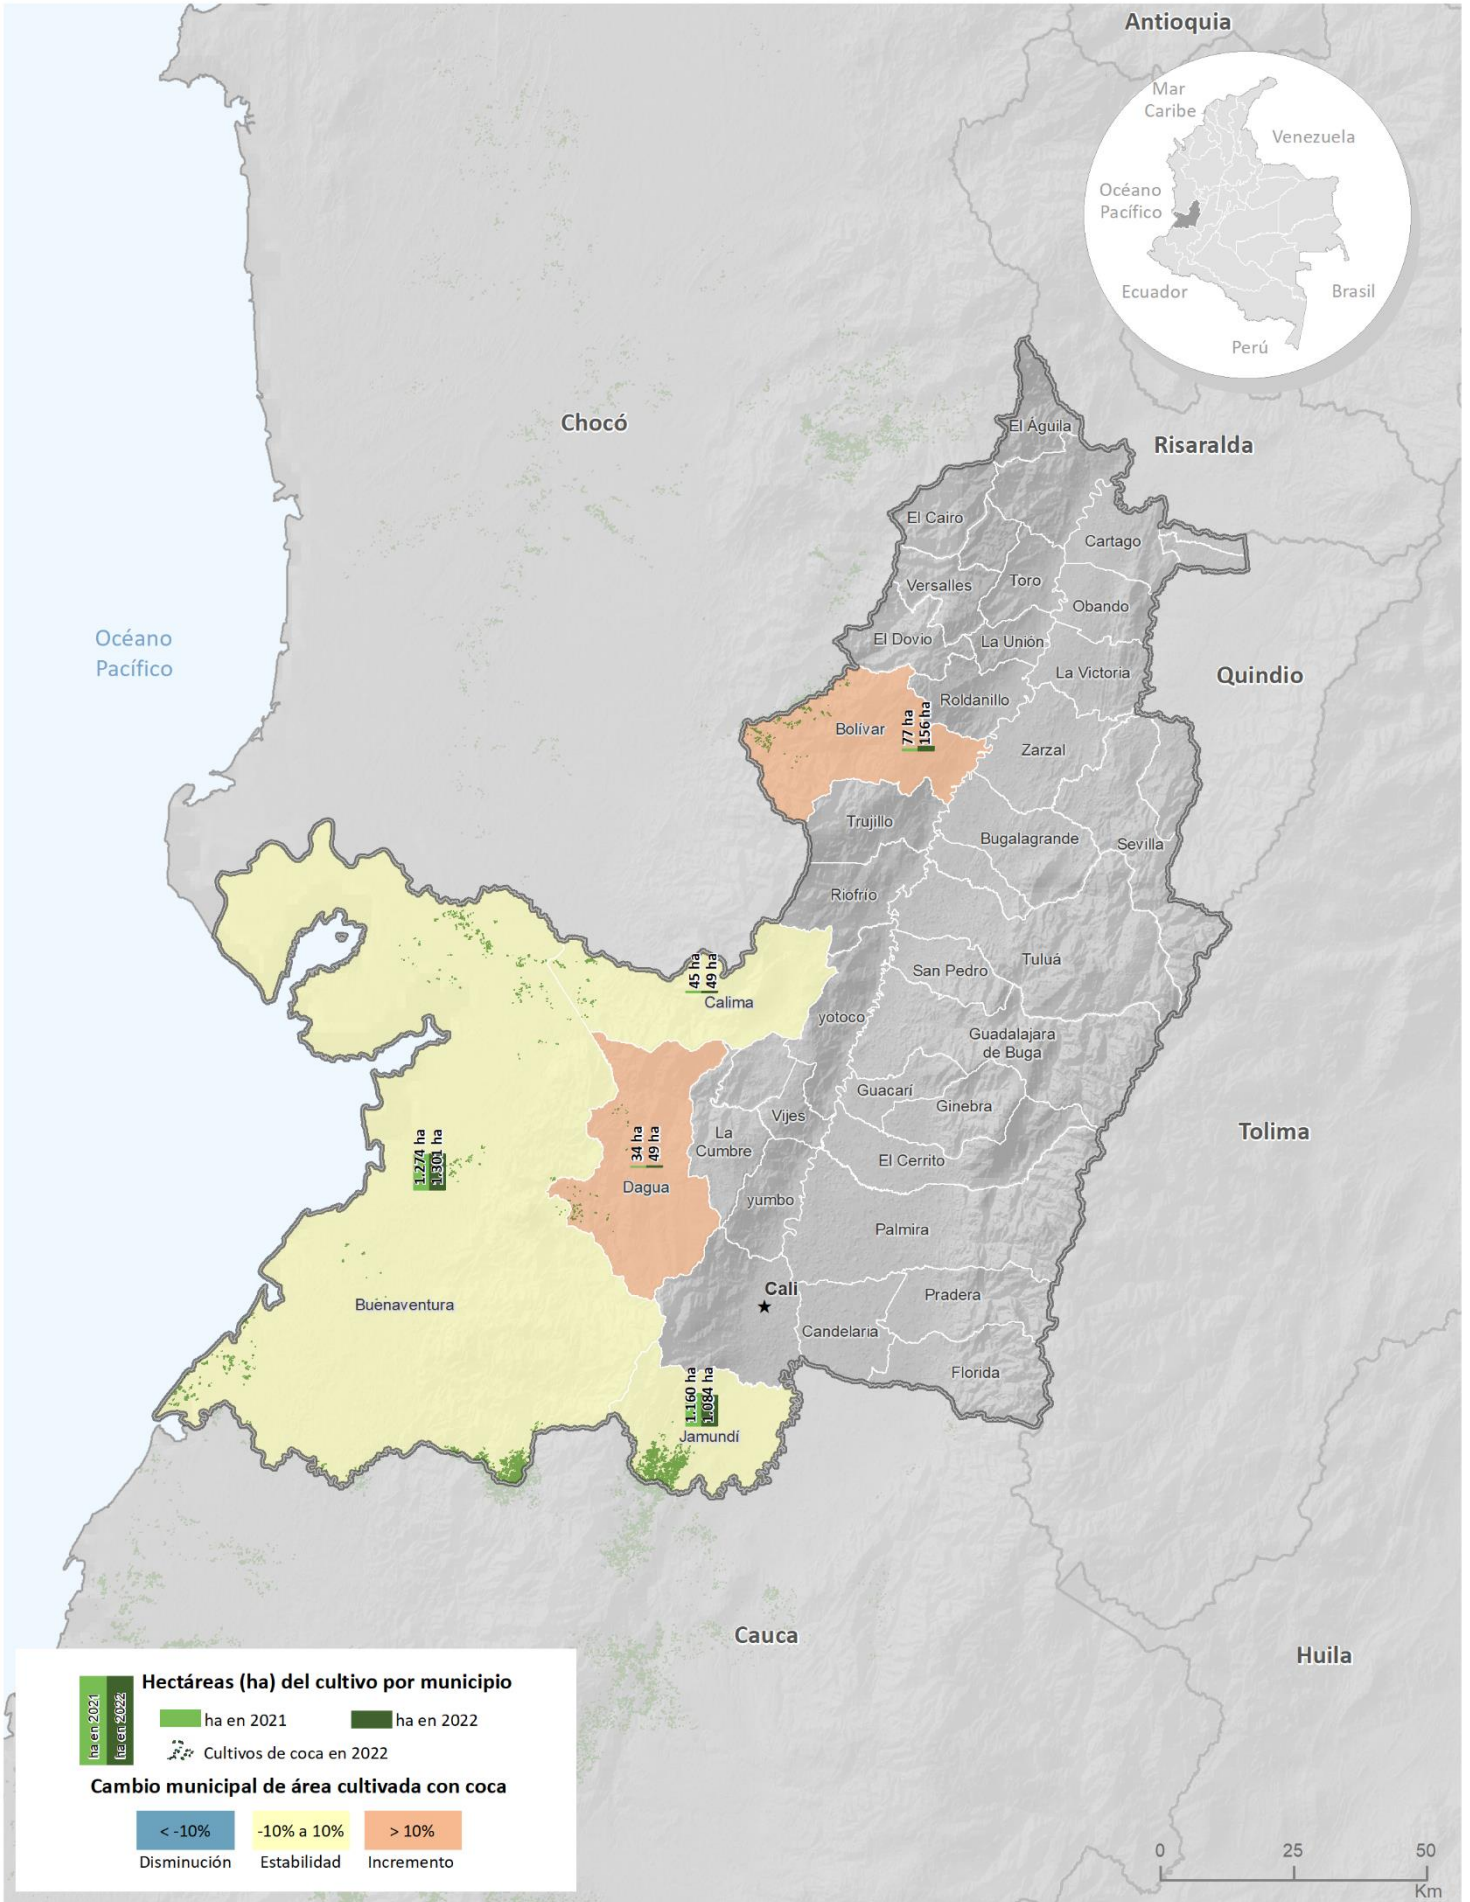 Antioquia
Mar
Caribe
Venezuela
Océano
Pacífico
Ecuador
Brasil
Perú
Chocó
El Águila
Risaralda
El Cairo
Cartago
Versalles
Toro
Obando
Océano
Pacífico
El Dovio
La Unión
La Victoria
Quindio
Roldanillo
Bolívar
77 ha
156 ha
Zarzal
Trujillo
Bugalagrande
Sevilla
Riofrío
45 ha
49 ha
Calima
San Pedro
Tuluá
yotoco
Guadalajara
de Buga
Guacarí
Ginebra
Vijes
La
Cumbre
Tolima
1.274 ha
1.301 ha
34 ha
49 ha
Dagua
El Cerrito
yumbo
Palmira
Cali
Pradera
Buenaventura
Candelaria
Florida
1.160 ha
1.084 ha
Jamundí
Cauca
Huila
Hectáreas (ha) del cultivo por municipio
ha en 2021
ha en 2022
ha en 2021
ha en 2022
Cultivos de coca en 2022
Cambio municipal de área cultivada con coca
< -10%
-10% a 10%
> 10%
Disminución
Estabilidad
Incremento
0
25
50
Km